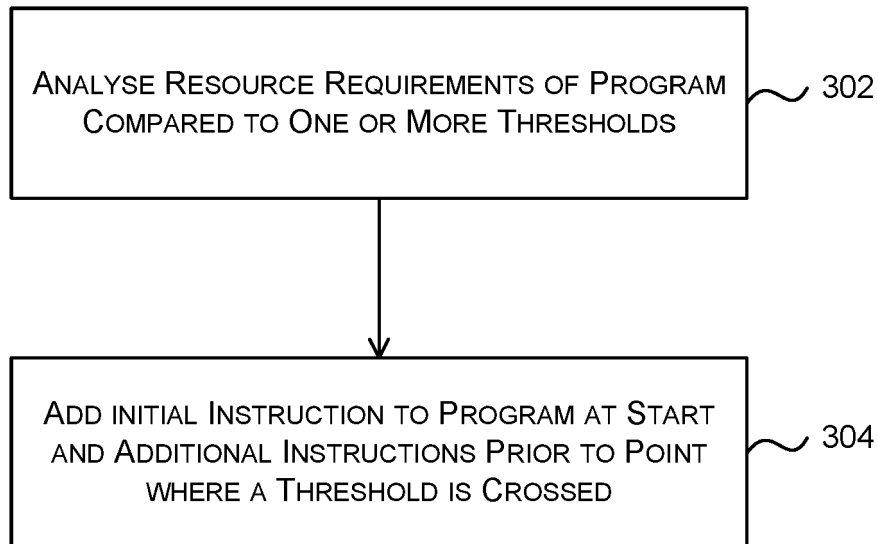 ANALYSE RESOURCE REQUIREMENTS OF PROGRAM
COMPARED TO ONE OR MORE THRESHOLDS
302
ADD INITIAL INSTRUCTION TO PROGRAM AT START
AND ADDITIONAL INSTRUCTIONS PRIOR TO POINT
WHERE A THRESHOLD IS CROSSED
304